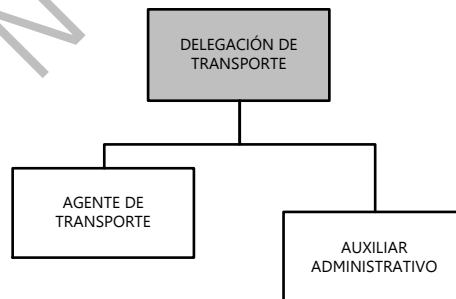 DELEGACIÓN DE
TRANSPORTE
AGENTE DE
TRANSPORTE
AUXILIAR
ADMINISTRATIVO